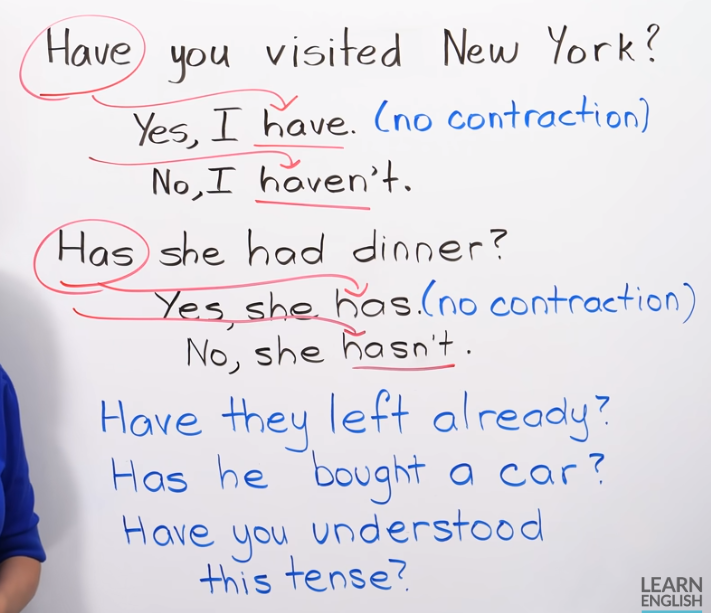 Have you visited New York?
Yes, I have. (no contraction)
No, I haven't.
Has she had dinner?
Yes, she has. (no contraction)
No, she hasn't.
Have they left already?
Has he bought a car?
Have you understood
this tense?
LEARN
ENGLISH